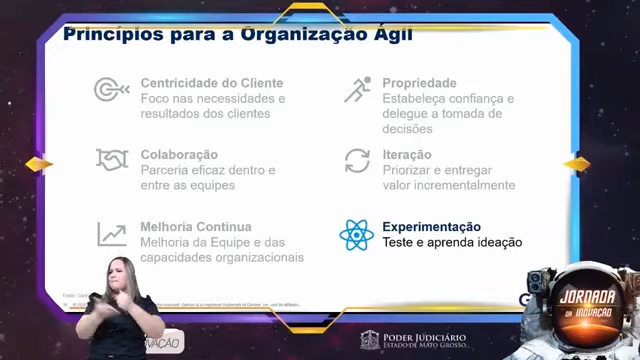 Princípios para a Organização Ágil
Centricidade do Cliente
Foco nas necessidades e
resultados dos clientes
Propriedade
Estabeleça confiança e
delegue a tomada de
decisões
Colaboração
Parceria eficaz dentro e
entre as equipes
Iteração
Priorizar e entregar
valor incrementalmente
Melhoria Contínua
Melhoria da Equipe e das
capacidades organizacionais
Experimentação
Teste e aprenda ideação
JORNADA
DA INOVAÇÃO
PODER JUDICIÁRIO
ESTADO DE MATO GROSSO